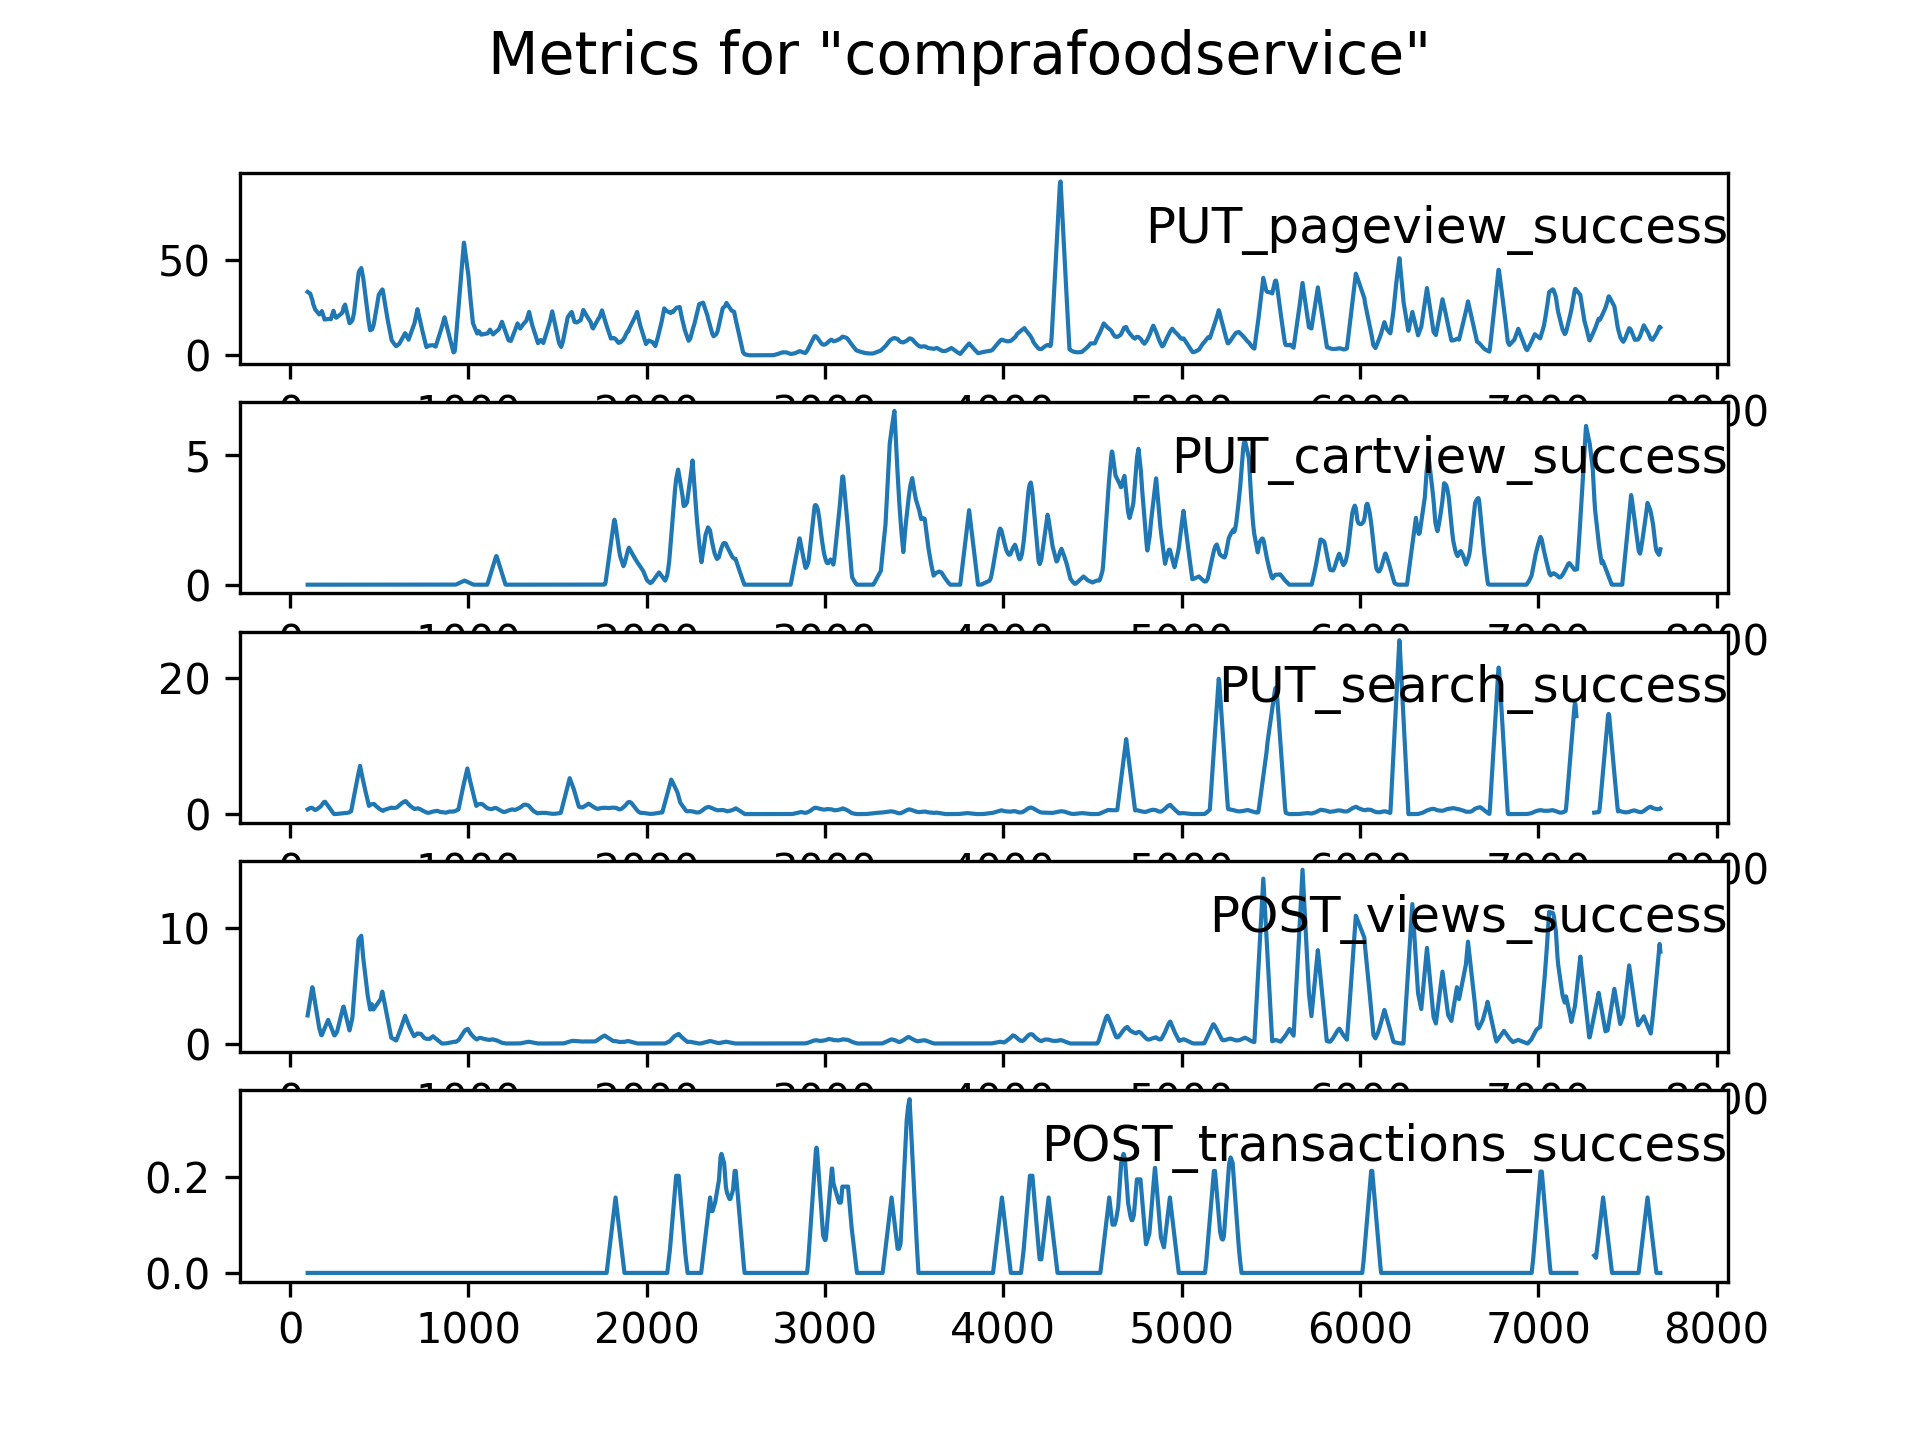 Metrics for "comprafoodservice"
PUT_pageview_success
50
0
PUT_cartview_success
5
0
PUT_search_success
20
0
POST_views_success
10
0
POST_transactions_success
0.2
0.0
0 1000 2000 3000 4000 5000 6000 7000 8000